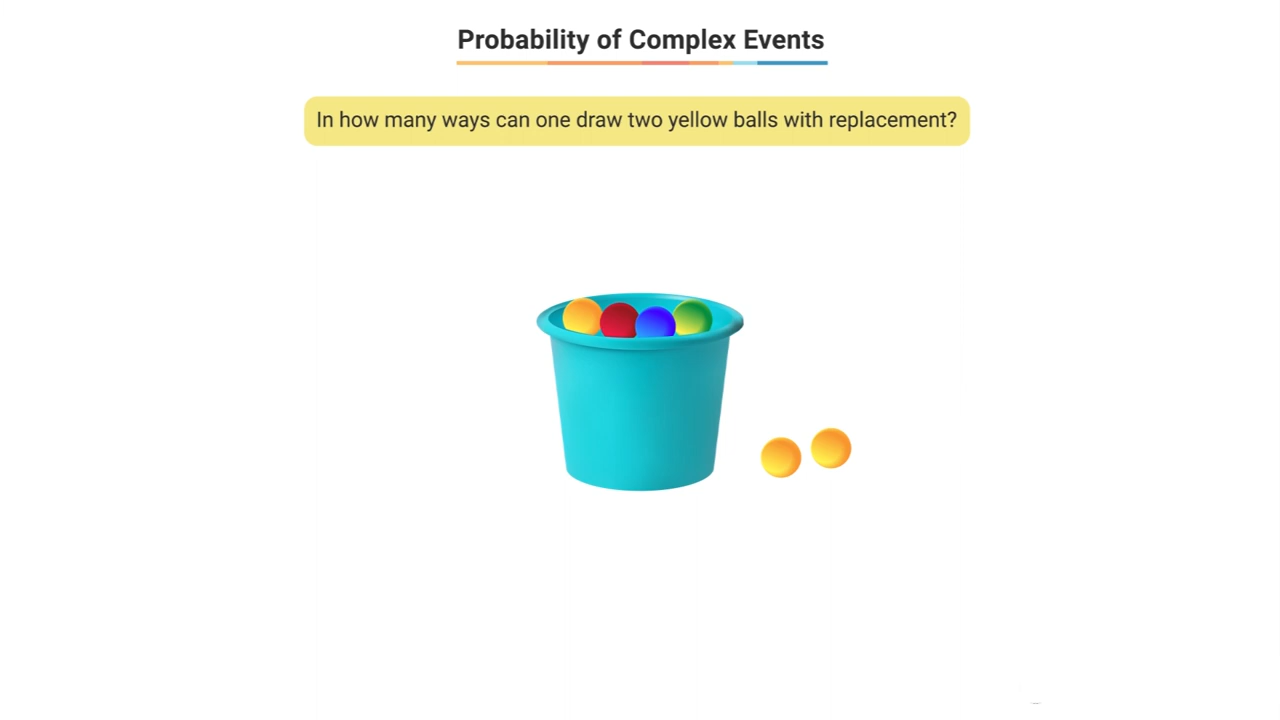 Probability of Complex Events
In how many ways can one draw two yellow balls with replacement?